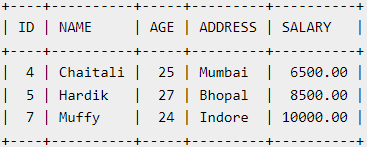 +----+----------+-----+---------+----------+
| ID | NAME     | AGE | ADDRESS | SALARY   |
+----+----------+-----+---------+----------+
|  4 | Chaitali |  25 | Mumbai  |  6500.00 |
|  5 | Hardik   |  27 | Bhopal  |  8500.00 |
|  7 | Muffy    |  24 | Indore  | 10000.00 |
+----+----------+-----+---------+----------+